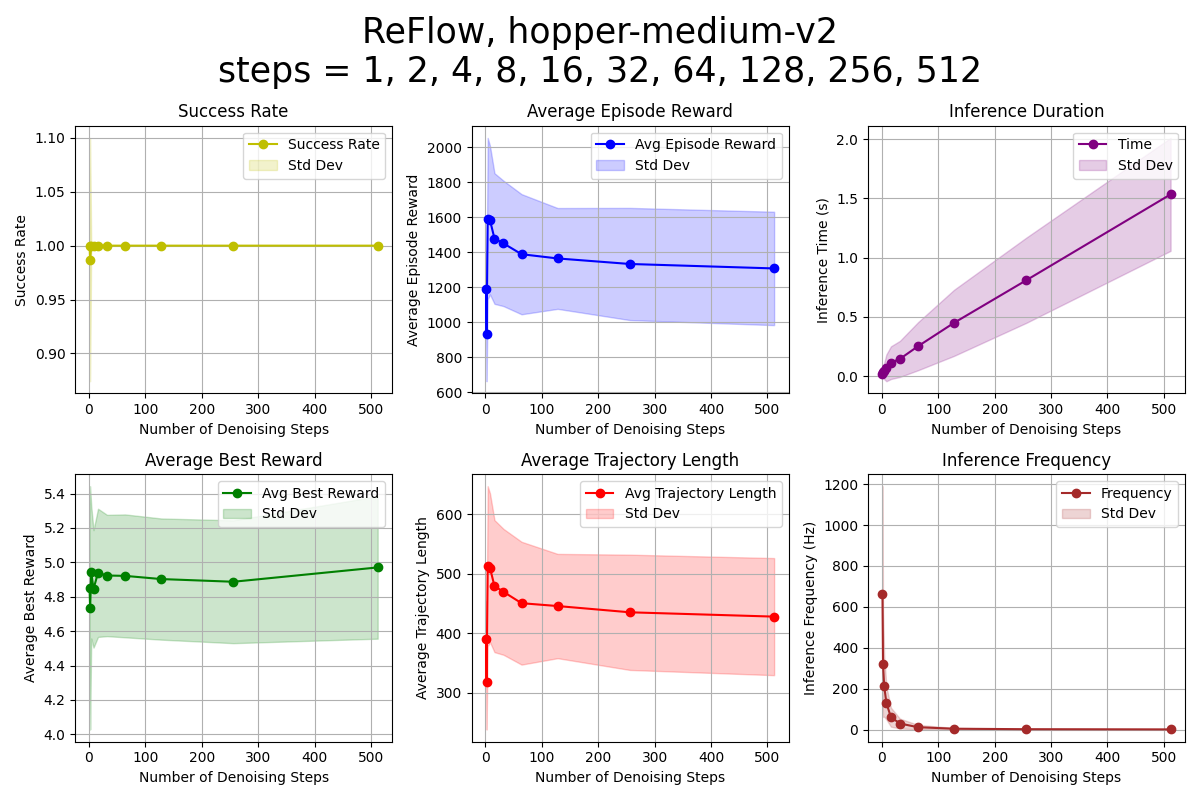 ReFlow, hopper-medium-v2
steps = 1, 2, 4, 8, 16, 32, 64, 128, 256, 512
Success Rate
Success Rate
Std Dev
1.10
1.05
1.00
0.95
0.90
Success Rate
0 100 200 300 400 500
Number of Denoising Steps
Average Episode Reward
Avg Episode Reward
Std Dev
2000
1800
1600
1400
1200
1000
800
600
Average Episode Reward
0 100 200 300 400 500
Number of Denoising Steps
Inference Duration
Time
Std Dev
2.0
1.5
1.0
0.5
0.0
Inference Time (s)
0 100 200 300 400 500
Number of Denoising Steps
Average Best Reward
Avg Best Reward
Std Dev
5.4
5.2
5.0
4.8
4.6
4.4
4.2
4.0
Average Best Reward
0 100 200 300 400 500
Number of Denoising Steps
Average Trajectory Length
Avg Trajectory Length
Std Dev
600
500
400
300
Average Trajectory Length
0 100 200 300 400 500
Number of Denoising Steps
Inference Frequency
Frequency
Std Dev
1200
1000
800
600
400
200
0
Inference Frequency (Hz)
0 100 200 300 400 500
Number of Denoising Steps